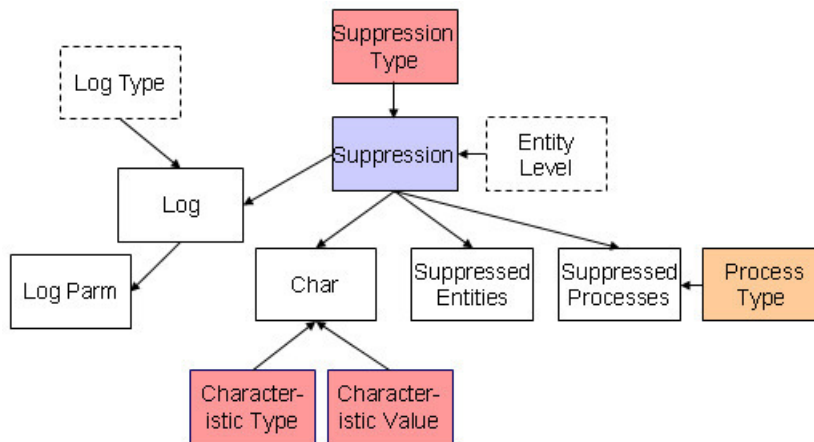 Suppression
Type
Log Type
Suppression
Entity
Level
Log
Log Parm
Char
Suppressed
Entities
Suppressed
Processes
Process
Type
Character-
istic Type
Character-
istic Value